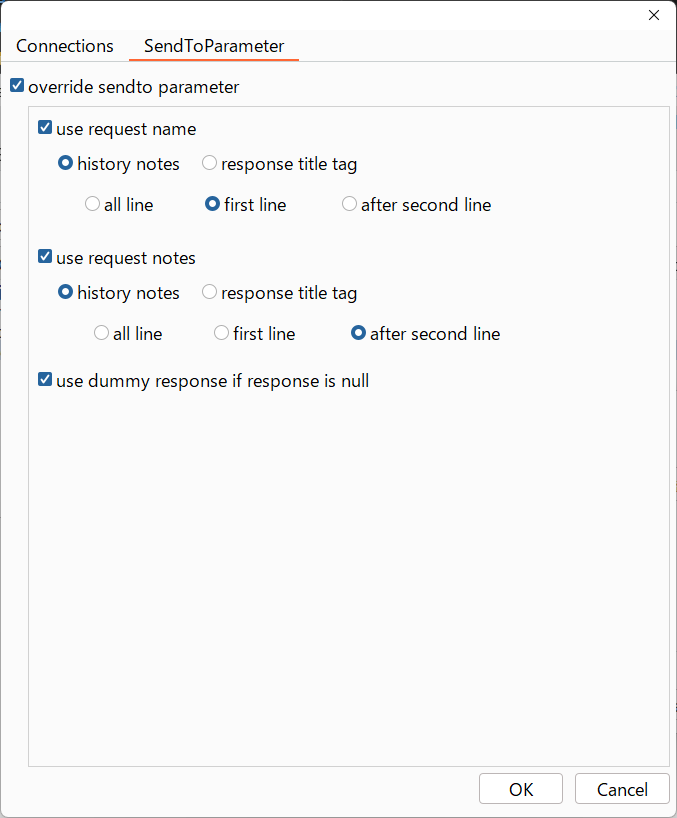 Connections SendToParameter
override sendto parameter
use request name
history notes response title tag
all line first line after second line
use request notes
history notes response title tag
all line first line after second line
use dummy response if response is null
OK Cancel